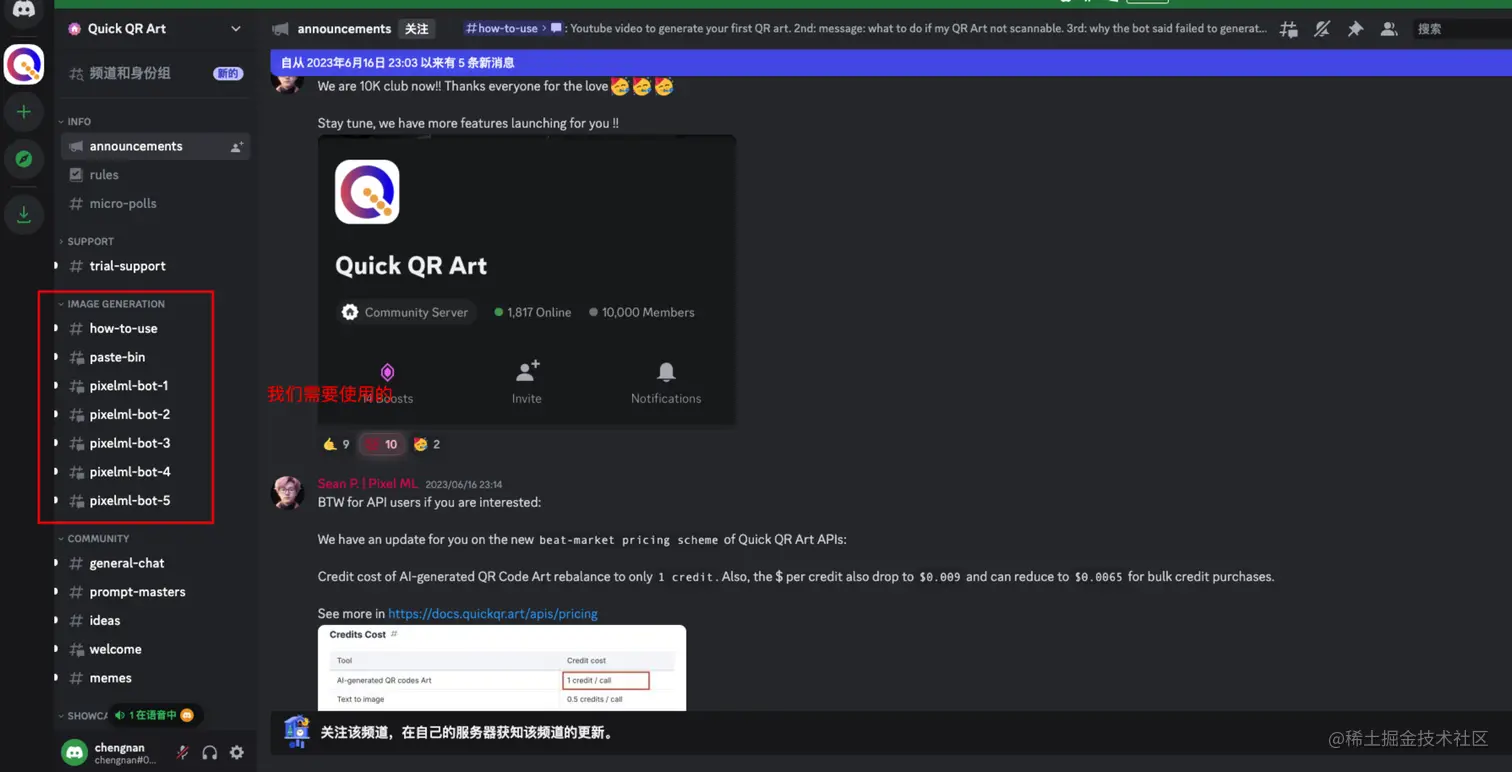 Quick QR Art
频道和身份组
新的
INFO
announcements
rules
micro-polls
SUPPORT
trial-support
IMAGE GENERATION
how-to-use
paste-bin
pixelml-bot-1
pixelml-bot-2
pixelml-bot-3
pixelml-bot-4
pixelml-bot-5
COMMUNITY
general-chat
prompt-masters
ideas
welcome
memes
SHOWCA
1 在语音中
chengnan
chengnan#0...
announcements
关注
#how-to-use > : Youtube video to generate your first QR art. 2nd: message: what to do if my QR Art not scannable. 3rd: why the bot said failed to generat...
搜索
自从 2023年6月16日 23:03 以来有 5 条新消息
We are 10K club now!! Thanks everyone for the love🥳🥳🥳
Stay tune, we have more features launching for you !!
Quick QR Art
Community Server
1,817 Online
10,000 Members
我们需要使用的
Boosts
Invite
Notifications
9
10
2
Sean P. | Pixel ML 2023/06/16 23:14
BTW for API users if you are interested:
We have an update for you on the new beat-market pricing scheme of Quick QR Art APIs:
Credit cost of AI-generated QR Code Art rebalance to only 1 credit. Also, the $ per credit also drop to $0.009 and can reduce to $0.0065 for bulk credit purchases.
See more in https://docs.quickqr.art/apis/pricing
Credits Cost #
Tool Credit cost
AI-generated QR codes Art 1 credit / call
Text to image 0.5 credits / call
关注该频道，在自己的服务器获知该频道的更新。
@稀土掘金技术社区